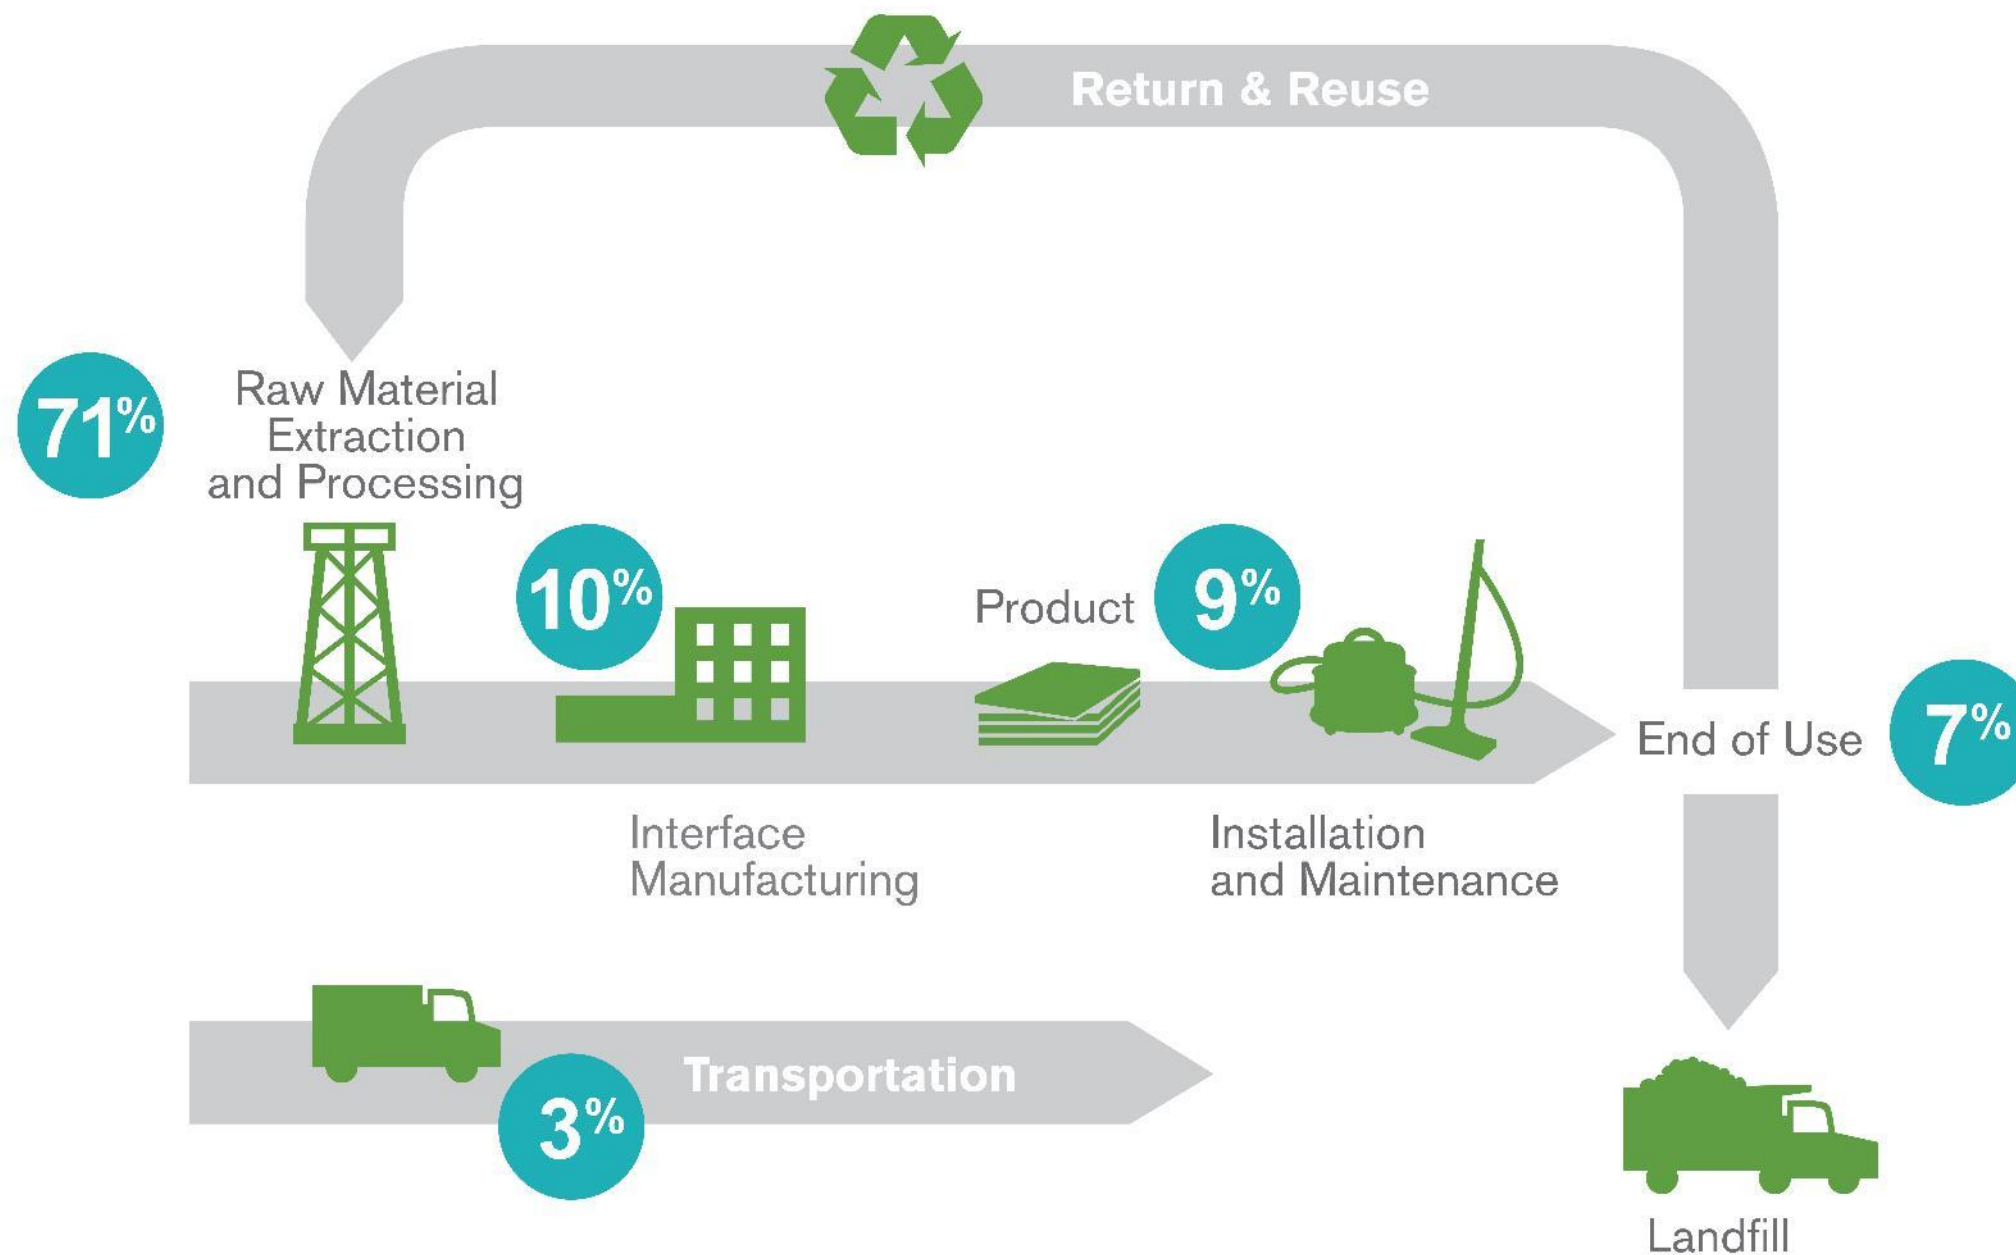 Return & Reuse
71%
Raw Material
Extraction
and Processing
10%
Product
9%
End of Use
7%
Interface
Manufacturing
Installation
and Maintenance
Transportation
3%
Landfill